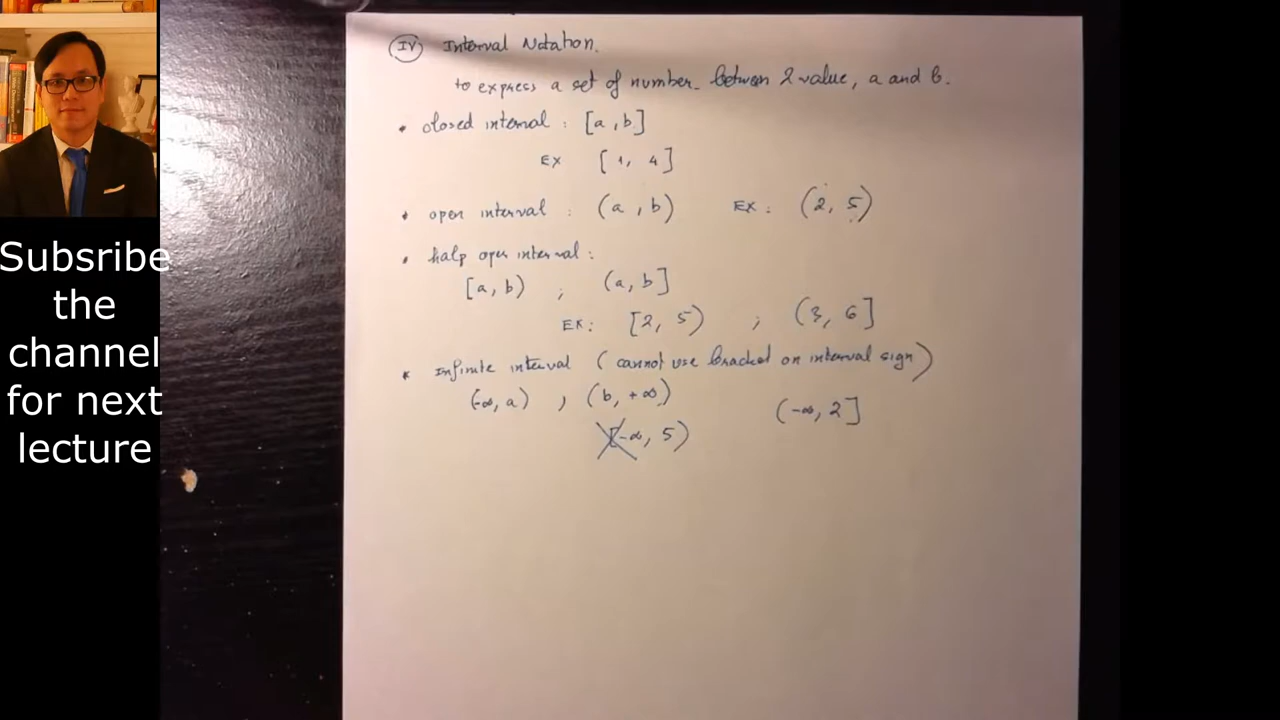 Subsribe
the
channel
for next
lecture
IV Interval Notation.
to express a set of number between 2 value, a and b.
• closed interval : [a, b]
EX [1, 4]
• open interval : (a, b) EX : (2, 5)
• half open interval :
[a, b) ; (a, b]
EX : [2, 5) ; (3, 6]
• Infinite interval (cannot use bracked on interval sign)
(-∞, a) , (b, +∞) (-∞, 2]
[-∞, 5)